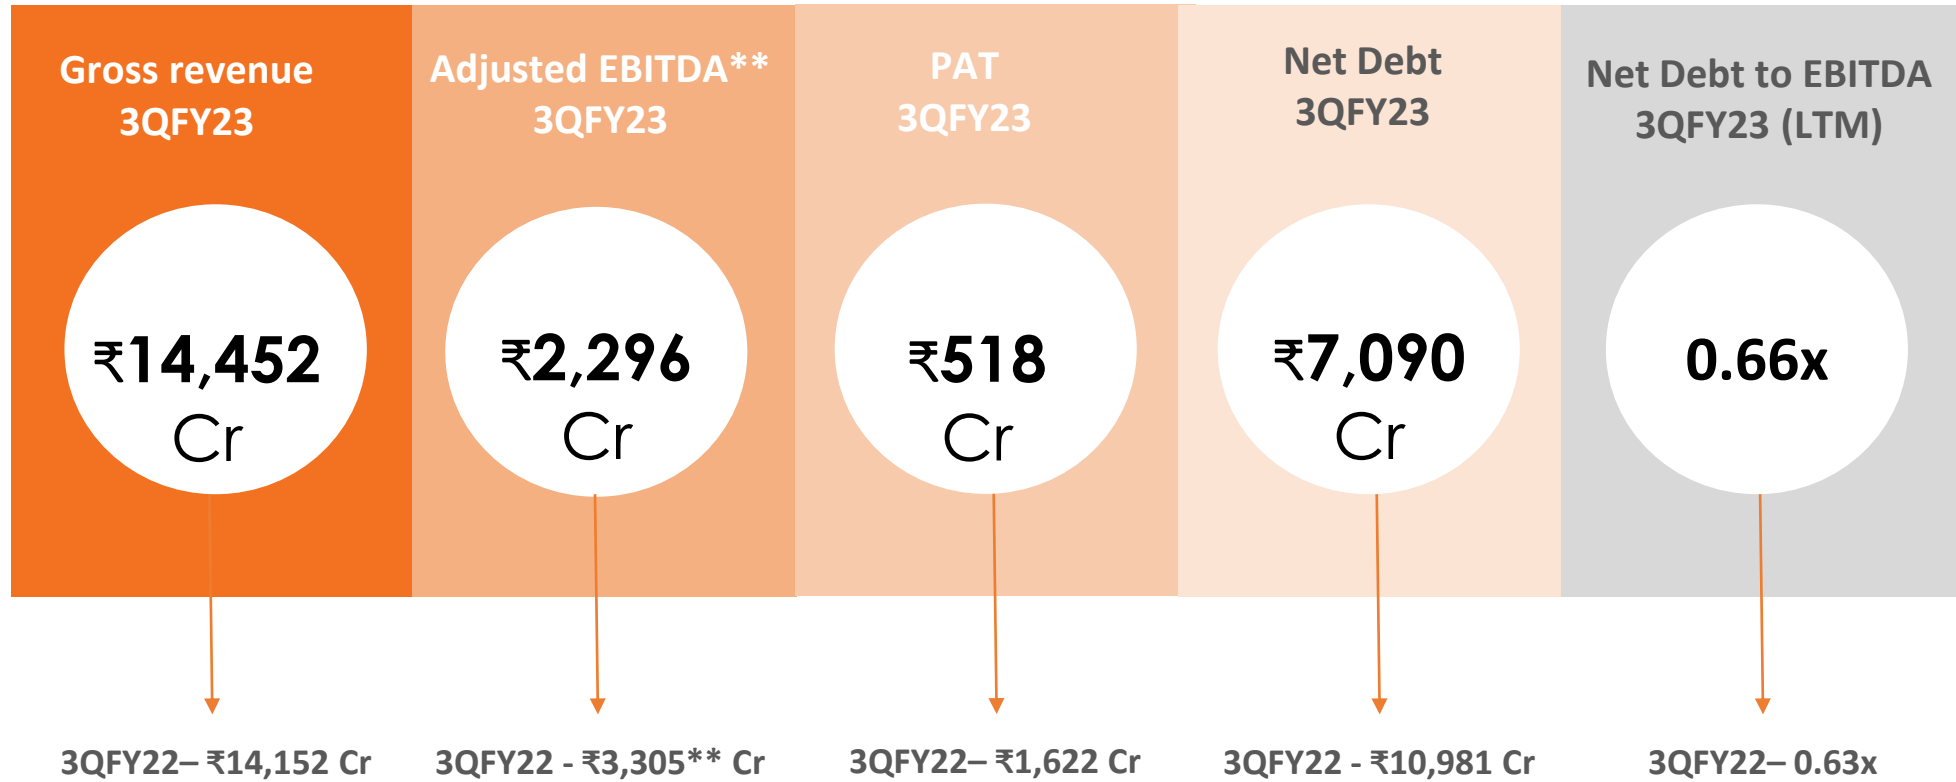 Gross revenue
3QFY23
₹14,452
Cr
3QFY22– ₹14,152 Cr
Adjusted EBITDA**
3QFY23
₹2,296
Cr
3QFY22 - ₹3,305** Cr
PAT
3QFY23
₹518
Cr
3QFY22– ₹1,622 Cr
Net Debt
3QFY23
₹7,090
Cr
3QFY22 - ₹10,981 Cr
Net Debt to EBITDA
3QFY23 (LTM)
0.66x
3QFY22– 0.63x